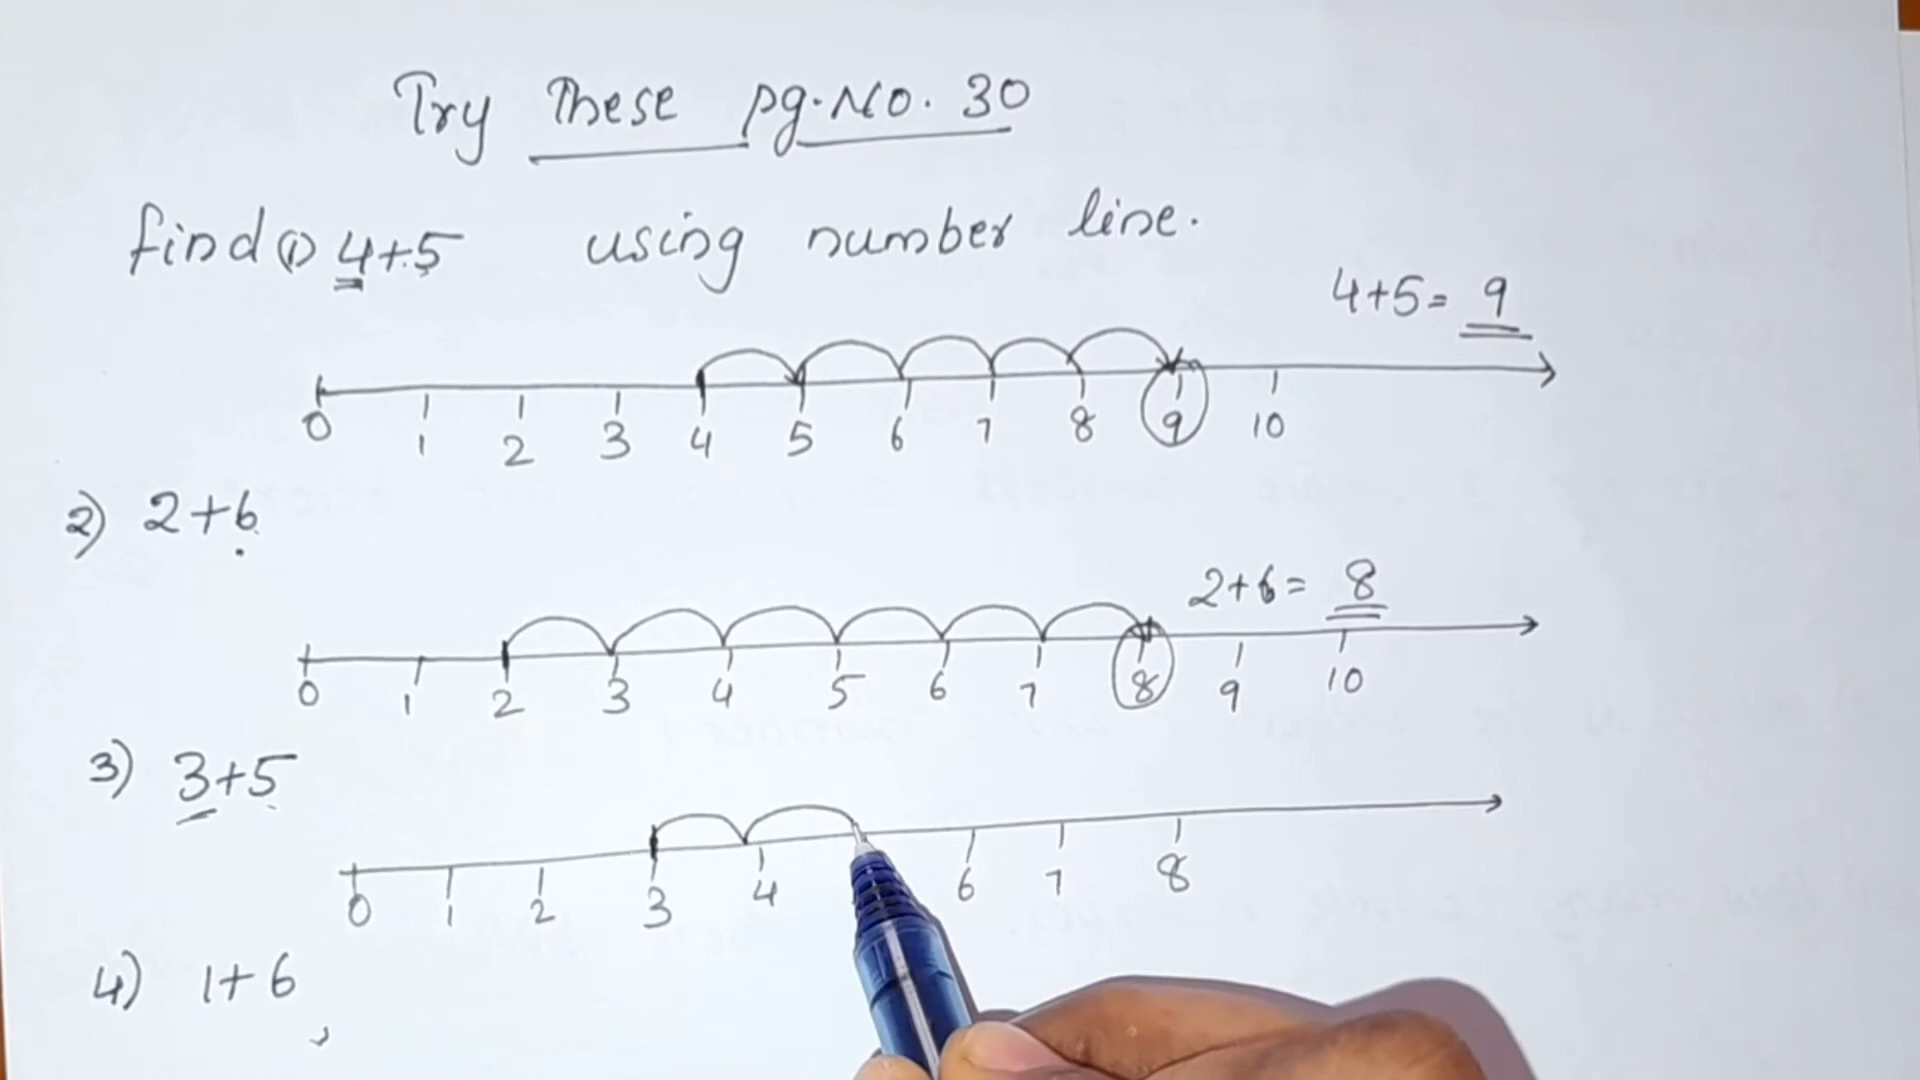 Try These pg.No. 30
find 1) 4+5 using number line.
4+5= 9
0 1 2 3 4 5 6 7 8 9 10
2) 2+6
2+6= 8
0 1 2 3 4 5 6 7 8 9 10
3) 3+5
0 1 2 3 4 6 7 8
4) 1+6